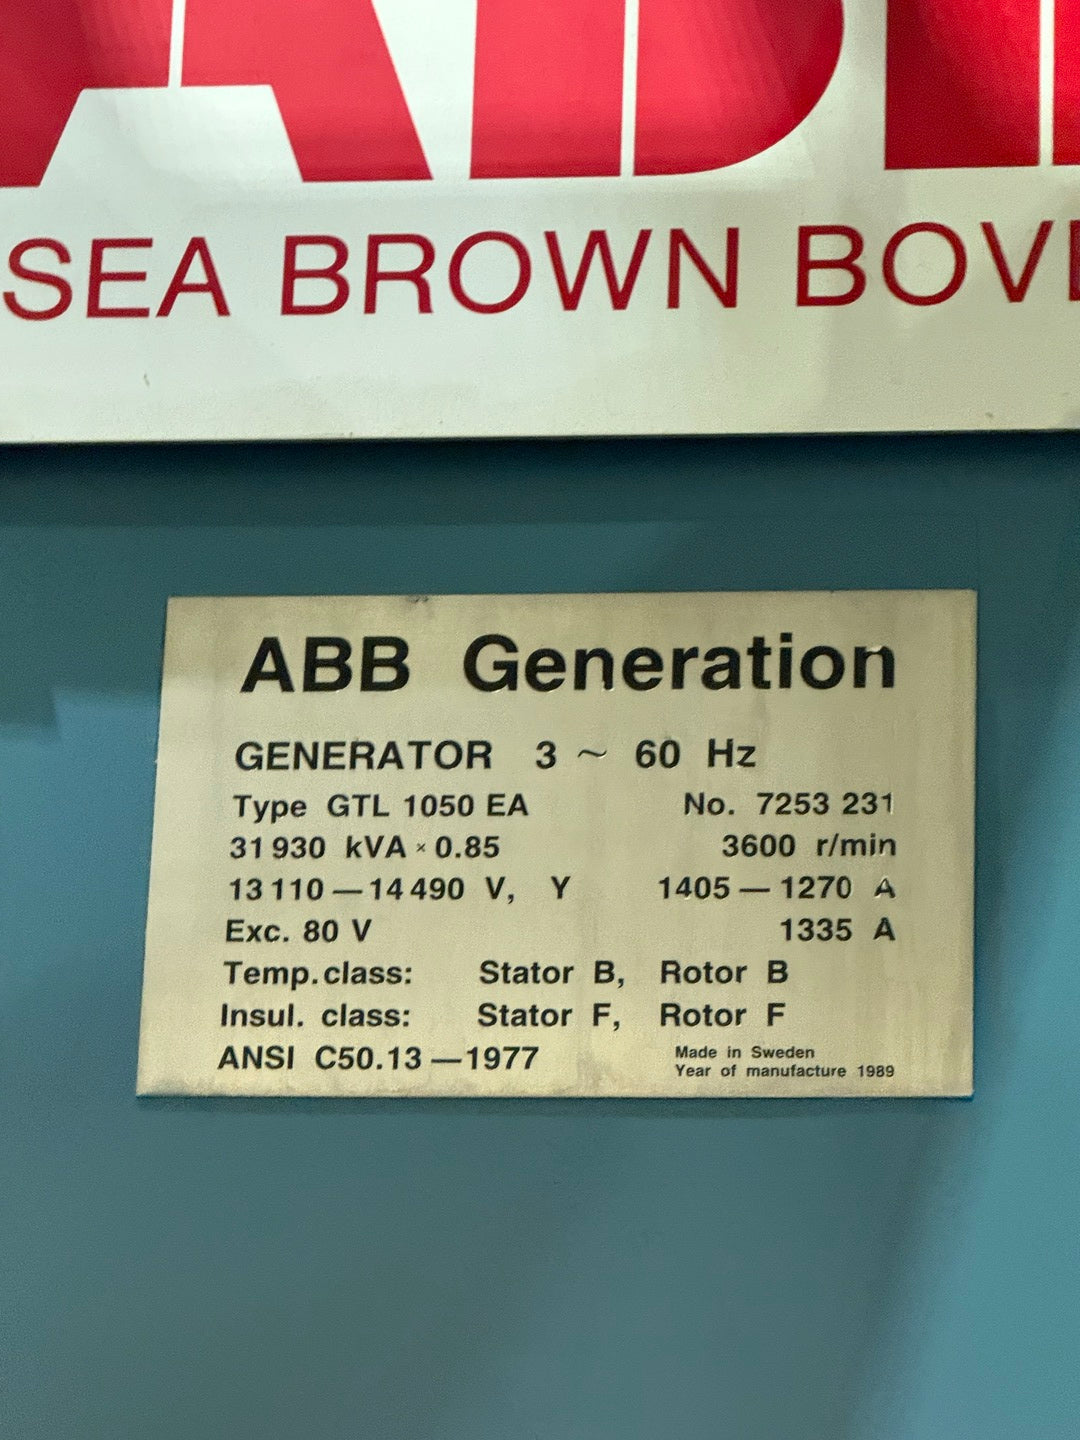 ABB
SEA BROWN BOVE
ABB Generation
GENERATOR 3 ~ 60 Hz
Type GTL 1050 EA No. 7253 231
31 930 kVA × 0.85 3600 r/min
13 110 — 14 490 V, Y 1405 — 1270 A
Exc. 80 V 1335 A
Temp.class: Stator B, Rotor B
Insul. class: Stator F, Rotor F
ANSI C50.13 — 1977 Made in Sweden
Year of manufacture 1989